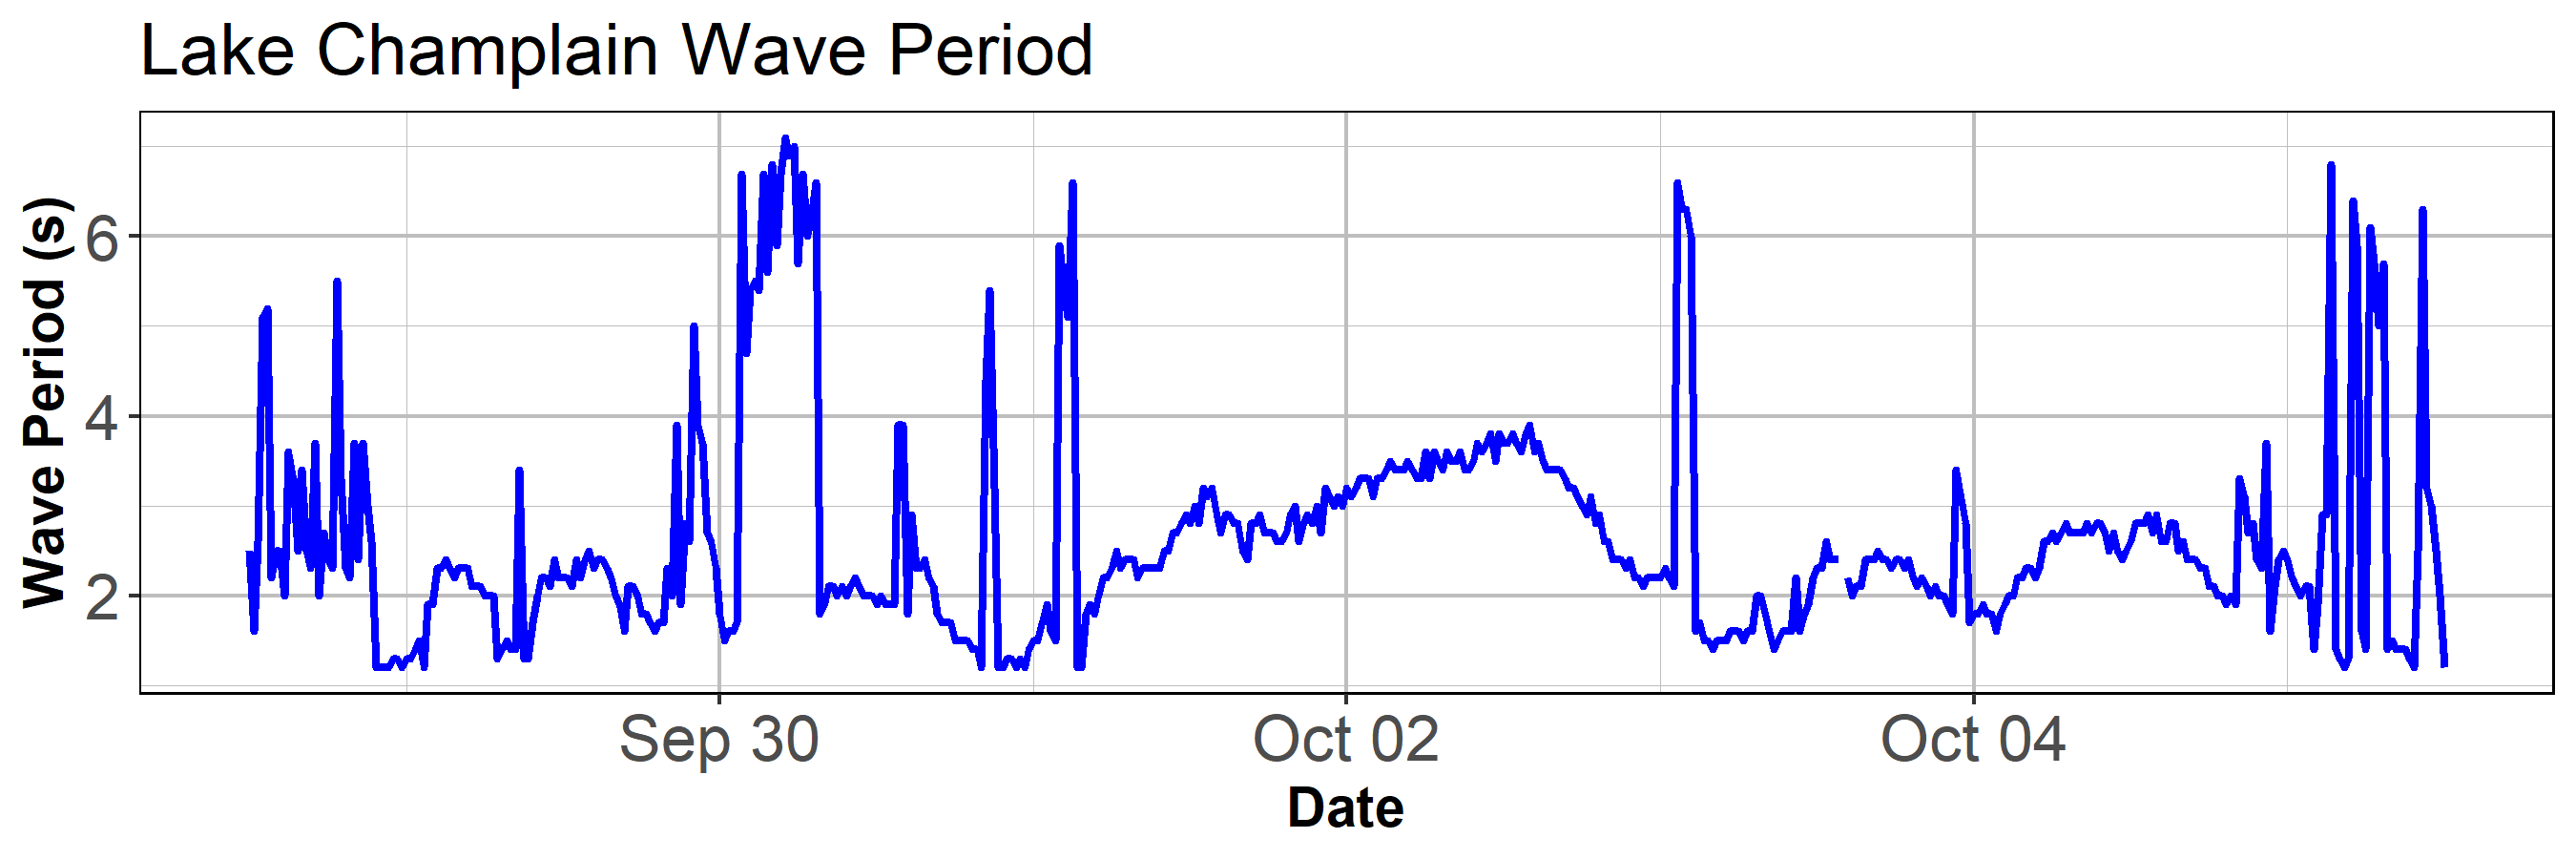 Lake Champlain Wave Period
Wave Period (s)
6
4
2
Sep 30 Oct 02 Oct 04
Date